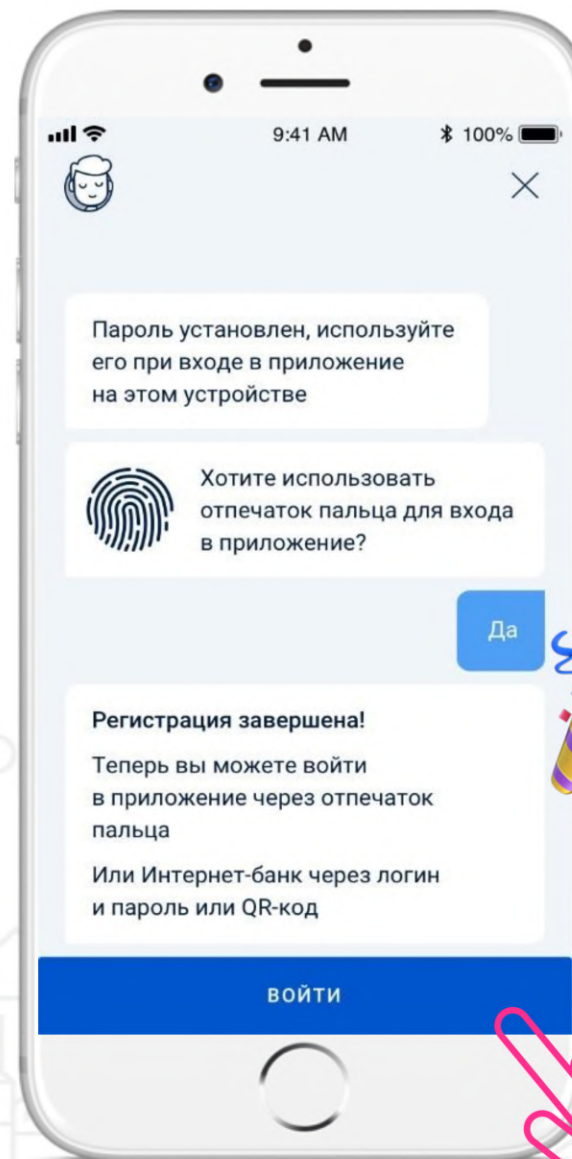 9:41 AM
100%
Пароль установлен, используйте
его при входе в приложение
на этом устройстве
Хотите использовать
отпечаток пальца для входа
в приложение?
Да
Регистрация завершена!
Теперь вы можете войти
в приложение через отпечаток
пальца
Или Интернет-банк через логин
и пароль или QR-код
ВОЙТИ